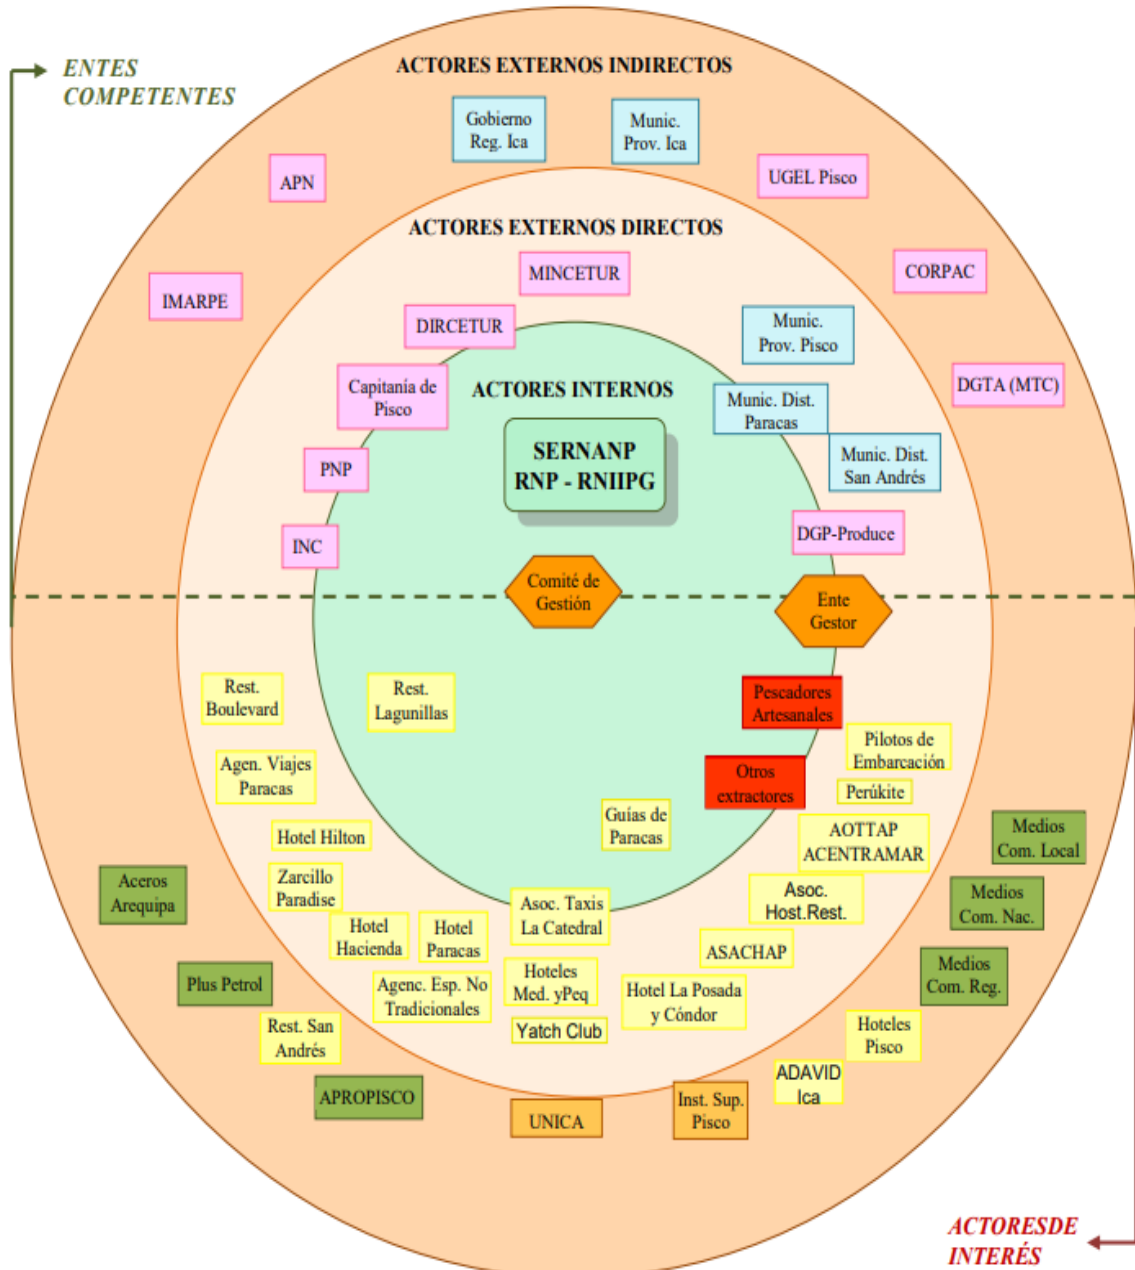 ENTES
COMPETENTES
ACTORES EXTERNOS INDIRECTOS
Gobierno
Reg. Ica
Munic.
Prov. Ica
APN
UGEL Pisco
ACTORES EXTERNOS DIRECTOS
MINCETUR
CORPAC
IMARPE
DIRCETUR
Munic.
Prov. Pisco
Capitanía de
Pisco
ACTORES INTERNOS
DGTA (MTC)
Munic. Dist.
Paracas
SERNANP
RNP - RNIIPG
Munic. Dist.
San Andrés
PNP
INC
DGP-Produce
Comité de
Gestión
Ente
Gestor
Rest.
Boulevard
Rest.
Lagunillas
Pescadores
Artesanales
Pilotos de
Embarcación
Agen. Viajes
Paracas
Otros
extractores
Perúkite
Guías de
Paracas
Hotel Hilton
AOTTAP
ACENTRAMAR
Medios
Com. Local
Aceros
Arequipa
Zarcillo
Paradise
Asoc.
Host.Rest.
Medios
Com. Nac.
Hotel
Hacienda
Hotel
Paracas
Asoc. Taxis
La Catedral
ASACHAP
Medios
Com. Reg.
Plus Petrol
Agenc. Esp. No
Tradicionales
Hoteles
Med. yPeq
Hotel La Posada
y Cóndor
Rest. San
Andrés
Yatch Club
Hoteles
Pisco
ADAVID
Ica
APROPISCO
UNICA
Inst. Sup.
Pisco
ACTORESDE
INTERÉS